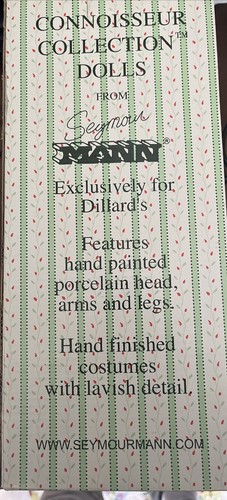 CONNOISSEUR
COLLECTION™
DOLLS
FROM
Seymour
MANN®
Exclusively for
Dillard's
Features
hand painted
porcelain head,
arms and legs.
Hand finished
costumes
with lavish detail.
WWW.SEYMOURMANN.COM